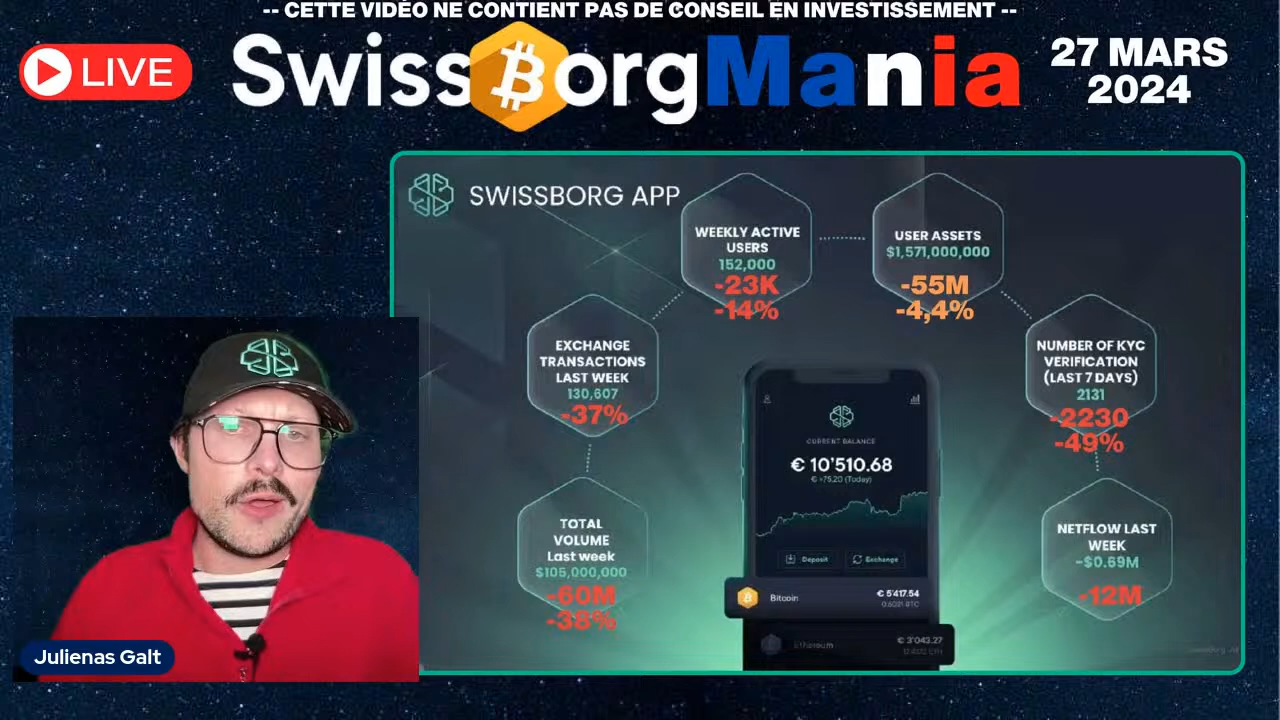 -- CETTE VIDÉO NE CONTIENT PAS DE CONSEIL EN INVESTISSEMENT --
LIVE
SwissBorgMania
27 MARS
2024
SWISSBORG APP
WEEKLY ACTIVE
USERS
152,000
-23K
-14%
USER ASSETS
$1,571,000,000
-55M
-4,4%
EXCHANGE
TRANSACTIONS
LAST WEEK
130,607
-37%
NUMBER OF KYC
VERIFICATION
(LAST 7 DAYS)
2131
-2230
-49%
TOTAL
VOLUME
Last week
$105,000,000
-60M
-38%
NETFLOW LAST
WEEK
-$0.69M
-12M
CURRENT BALANCE
€ 10'510.68
€ +75.20 (Today)
Deposit
Exchange
Bitcoin
€ 5'417.54
Ethereum
€ 3'043.27
Julienas Galt